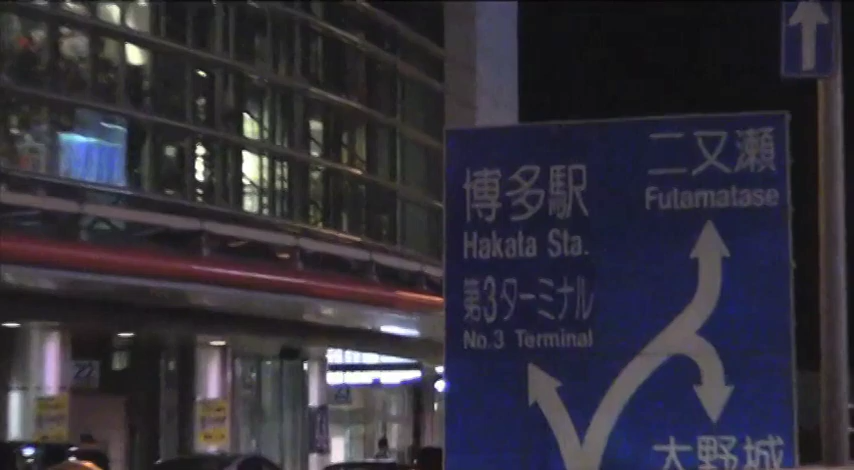 二又瀬
Futamatase
博多駅
Hakata Sta.
第3ターミナル
No.3 Terminal
大野城
22